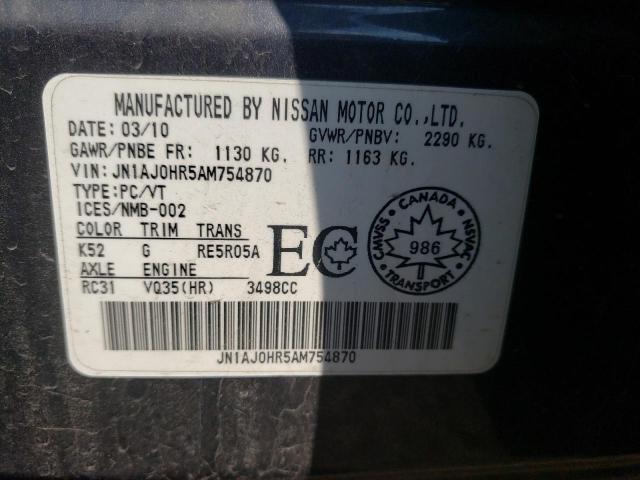 MANUFACTURED BY NISSAN MOTOR CO.,LTD.
DATE: 03/10 GVWR/PNBV: 2290 KG.
GAWR/PNBE FR: 1130 KG. RR: 1163 KG.
VIN: JN1AJ0HR5AM754870
TYPE: PC/VT
ICES/NMB-002
COLOR TRIM TRANS
K52 G RE5R05A
AXLE ENGINE
RC31 VQ35(HR) 3498CC
EC
CANADA
CMVSS 986 NSVAC
TRANSPORT
JN1AJ0HR5AM754870